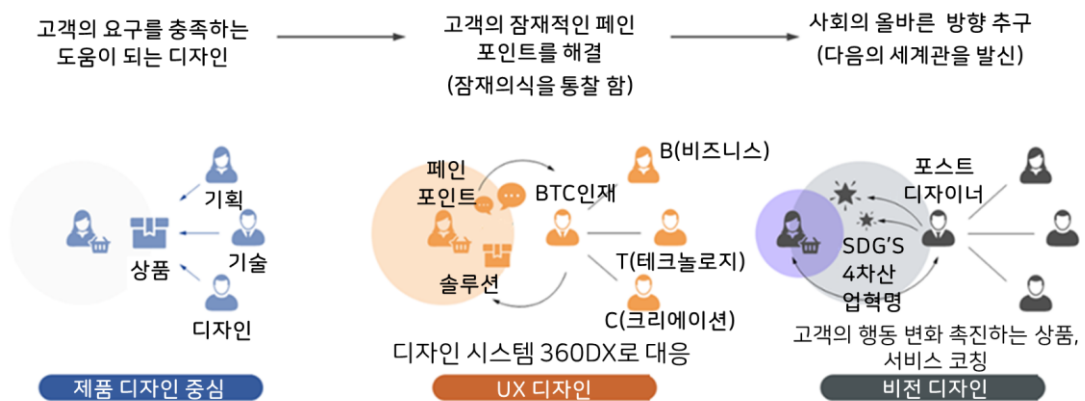 고객의 요구를 충족하는
도움이 되는 디자인
고객의 잠재적인 페인
포인트를 해결
(잠재의식을 통찰 함)
사회의 올바른 방향 추구
(다음의 세계관을 발신)
기획
상품
기술
디자인
제품 디자인 중심
페인
포인트
BTC인재
B(비즈니스)
T(테크놀로지)
솔루션
C(크리에이션)
디자인 시스템 360DX로 대응
UX 디자인
포스트
디자이너
SDG'S
4차산
업혁명
고객의 행동 변화 촉진하는 상품,
서비스 코칭
비전 디자인